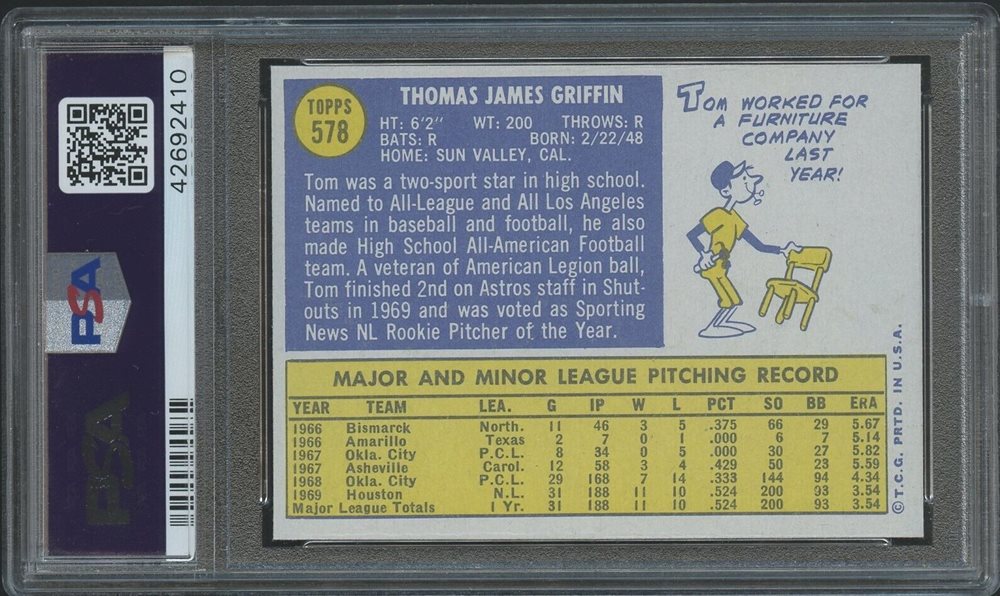 42692410
PSA
PSA
TOPPS
578
THOMAS JAMES GRIFFIN
HT: 6'2" WT: 200 THROWS: R
BATS: R BORN: 2/22/48
HOME: SUN VALLEY, CAL.
Tom was a two-sport star in high school.
Named to All-League and All Los Angeles
teams in baseball and football, he also
made High School All-American Football
team. A veteran of American Legion ball,
Tom finished 2nd on Astros staff in Shut-
outs in 1969 and was voted as Sporting
News NL Rookie Pitcher of the Year.
TOM WORKED FOR
A FURNITURE
COMPANY
LAST
YEAR!
MAJOR AND MINOR LEAGUE PITCHING RECORD
YEAR TEAM LEA. G IP W L PCT SO BB ERA
1966 Bismarck North. 11 46 3 5 .375 66 29 5.67
1966 Amarillo Texas 2 7 0 1 .000 6 7 5.14
1967 Okla. City P.C.L. 8 34 0 5 .000 30 27 5.82
1967 Asheville Carol. 12 58 3 4 .429 50 23 5.59
1968 Okla. City P.C.L. 29 168 7 14 .333 144 94 4.34
1969 Houston N.L. 31 188 11 10 .524 200 93 3.54
Major League Totals 1 Yr. 31 188 11 10 .524 200 93 3.54
© T.C.G. PRTD. IN U.S.A.